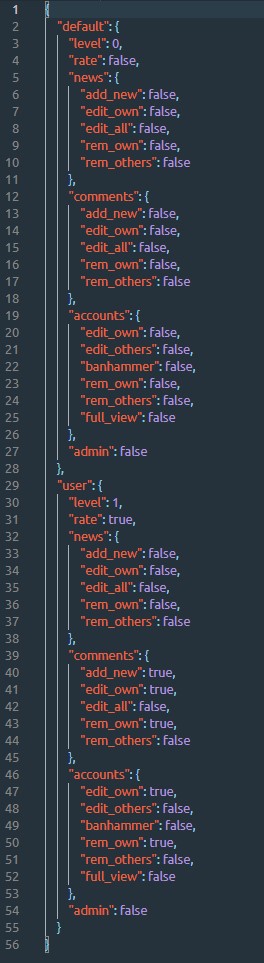 1 {
2 "default": {
3 "level": 0,
4 "rate": false,
5 "news": {
6 "add_new": false,
7 "edit_own": false,
8 "edit_all": false,
9 "rem_own": false,
10 "rem_others": false
11 },
12 "comments": {
13 "add_new": false,
14 "edit_own": false,
15 "edit_all": false,
16 "rem_own": false,
17 "rem_others": false
18 },
19 "accounts": {
20 "edit_own": false,
21 "edit_others": false,
22 "banhammer": false,
23 "rem_own": false,
24 "rem_others": false,
25 "full_view": false
26 },
27 "admin": false
28 },
29 "user": {
30 "level": 1,
31 "rate": true,
32 "news": {
33 "add_new": false,
34 "edit_own": false,
35 "edit_all": false,
36 "rem_own": false,
37 "rem_others": false
38 },
39 "comments": {
40 "add_new": true,
41 "edit_own": true,
42 "edit_all": false,
43 "rem_own": true,
44 "rem_others": false
45 },
46 "accounts": {
47 "edit_own": true,
48 "edit_others": false,
49 "banhammer": false,
50 "rem_own": true,
51 "rem_others": false,
52 "full_view": false
53 },
54 "admin": false
55 }
56 }